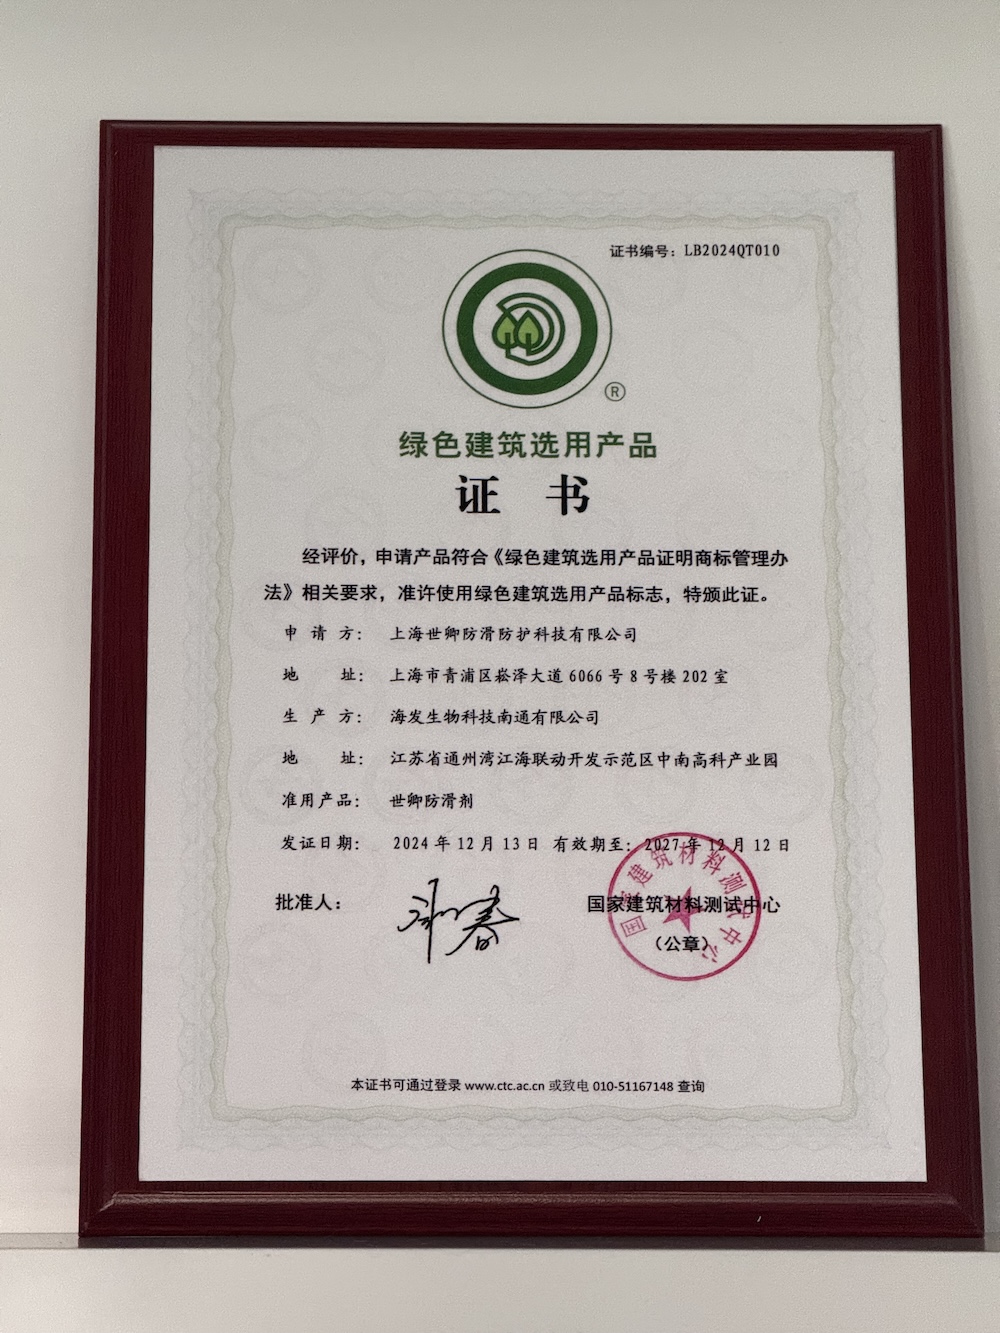 证书编号：LB2024QT010
®
绿色建筑选用产品
证 书
经评价，申请产品符合《绿色建筑选用产品证明商标管理办
法》相关要求，准许使用绿色建筑选用产品标志，特颁此证。
申 请 方： 上海世卿防滑防护科技有限公司
地 址： 上海市青浦区崧泽大道6066号8号楼202室
生 产 方： 海发生物科技南通有限公司
地 址： 江苏省通州湾江海联动开发示范区中南高科产业园
准用产品： 世卿防滑剂
发证日期： 2024年12月13日 有效期至：2027年12月12日
批准人：
国家建筑材料测试中心
（公章）
国家建筑材料测试中心
本证书可通过登录 www.ctc.ac.cn 或致电 010-51167148 查询